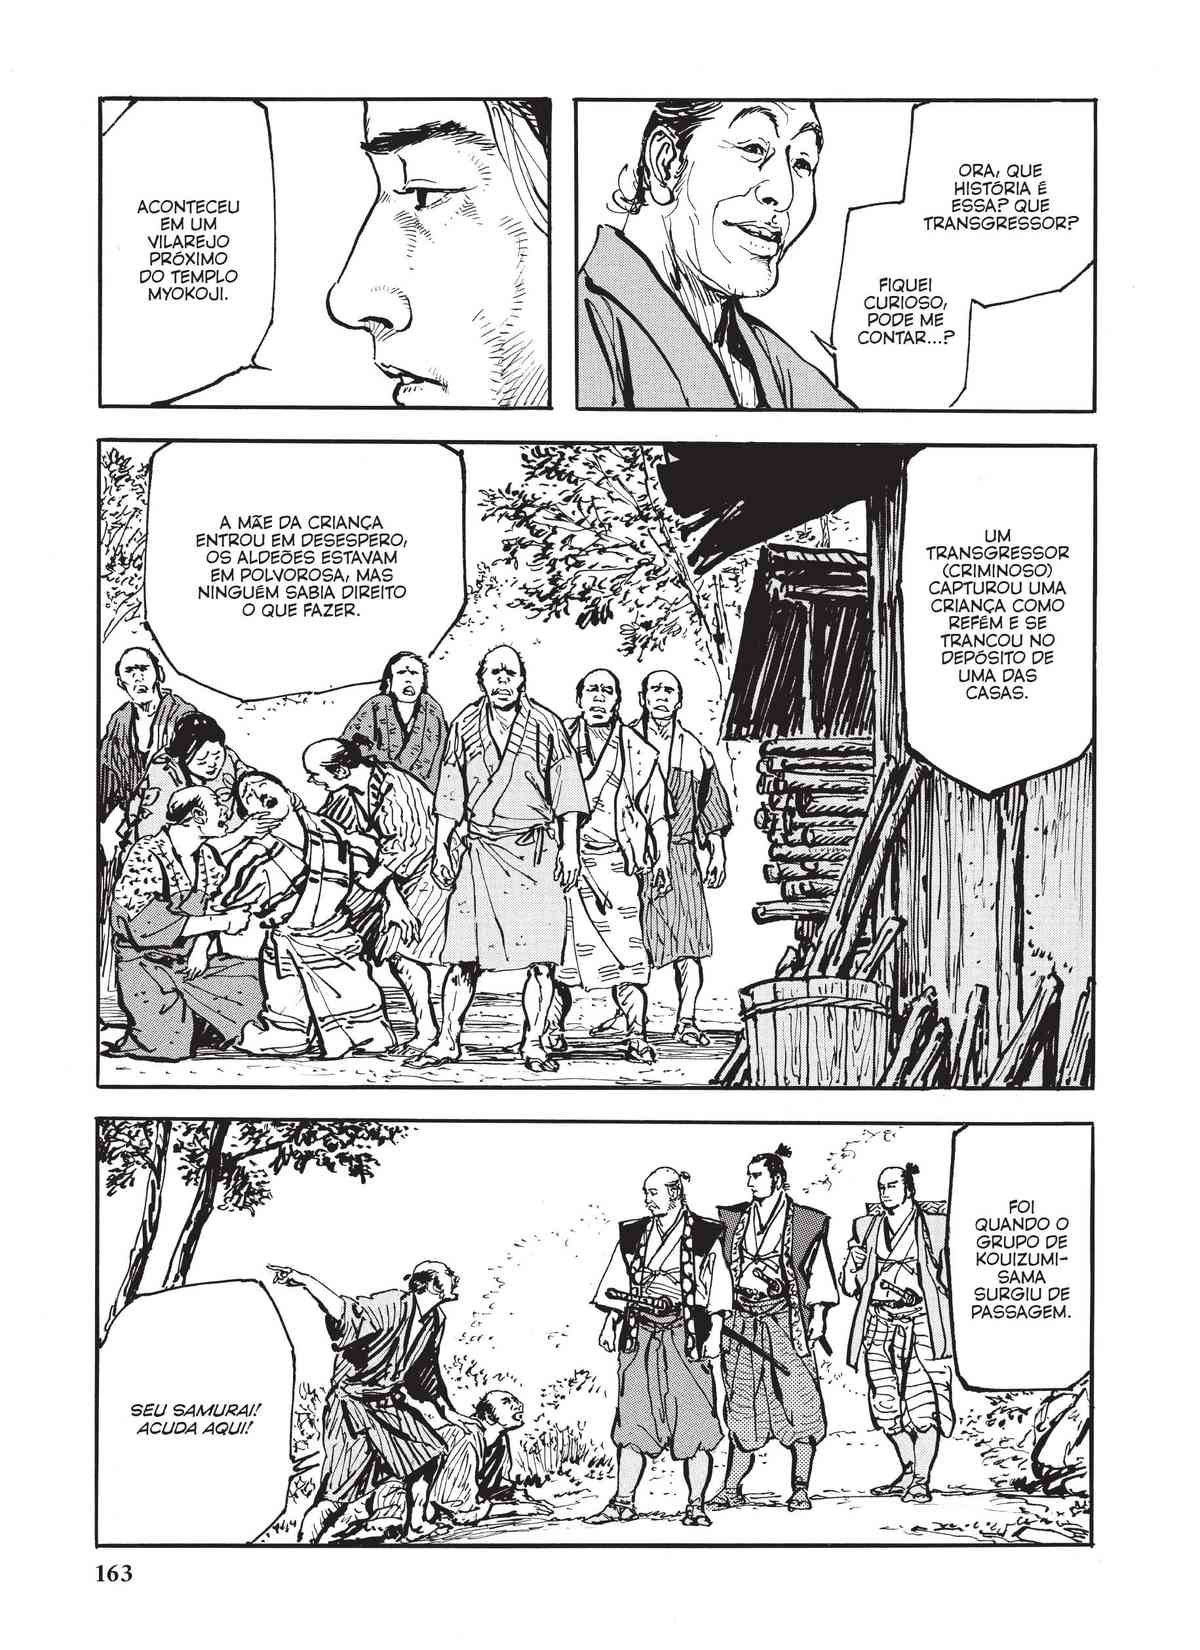 ORA, QUE
HISTÓRIA É
ESSA? QUE
TRANSGRESSOR?
FIQUEI
CURIOSO,
PODE ME
CONTAR...?
ACONTECEU
EM UM
VILAREJO
PRÓXIMO
DO TEMPLO
MYOKOJI.
UM
TRANSGRESSOR
(CRIMINOSO)
CAPTUROU UMA
CRIANÇA COMO
REFÉM E SE
TRANCOU NO
DEPÓSITO DE
UMA DAS
CASAS.
A MÃE DA CRIANÇA
ENTROU EM DESESPERO,
OS ALDEÕES ESTAVAM
EM POLVOROSA, MAS
NINGUÉM SABIA DIREITO
O QUE FAZER.
FOI
QUANDO O
GRUPO DE
KOUIZUMI-
SAMA
SURGIU DE
PASSAGEM.
SEU SAMURAI!
ACUDA AQUI!
163